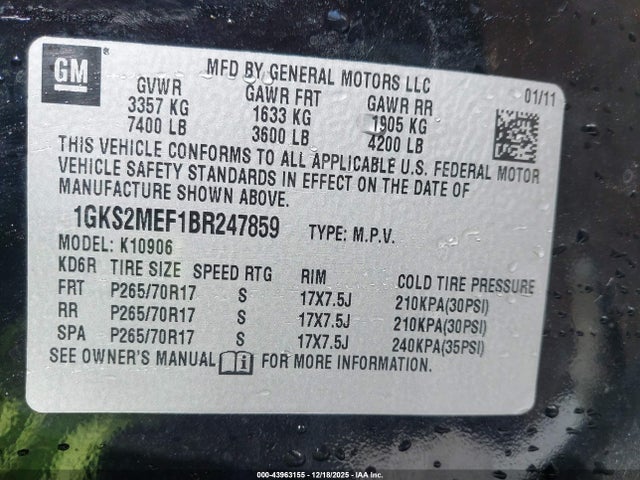 GM ®
MFD BY GENERAL MOTORS LLC
01/11
GVWR GAWR FRT GAWR RR
3357 KG 1633 KG 1905 KG
7400 LB 3600 LB 4200 LB
THIS VEHICLE CONFORMS TO ALL APPLICABLE U.S. FEDERAL MOTOR
VEHICLE SAFETY STANDARDS IN EFFECT ON THE DATE OF
MANUFACTURE SHOWN ABOVE.
1GKS2MEF1BR247859 TYPE: M.P.V.
MODEL: K10906
KD6R TIRE SIZE SPEED RTG RIM COLD TIRE PRESSURE
FRT P265/70R17 S 17X7.5J 210KPA(30PSI)
RR P265/70R17 S 17X7.5J 210KPA(30PSI)
SPA P265/70R17 S 17X7.5J 240KPA(35PSI)
SEE OWNER'S MANUAL FOR MORE INFORMATION.
000-43963155 - 12/18/2025 - IAA Inc.